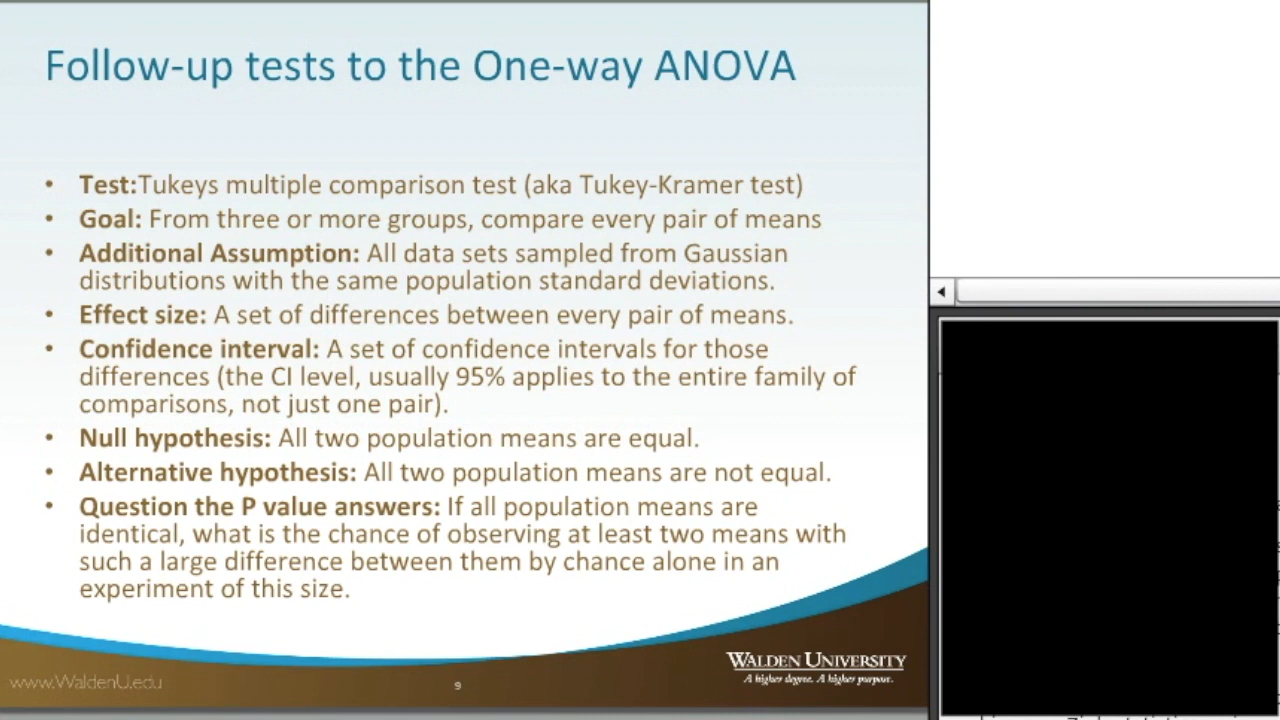 Follow-up tests to the One-way ANOVA
• Test:Tukeys multiple comparison test (aka Tukey-Kramer test)
• Goal: From three or more groups, compare every pair of means
• Additional Assumption: All data sets sampled from Gaussian
distributions with the same population standard deviations.
• Effect size: A set of differences between every pair of means.
• Confidence interval: A set of confidence intervals for those
differences (the CI level, usually 95% applies to the entire family of
comparisons, not just one pair).
• Null hypothesis: All two population means are equal.
• Alternative hypothesis: All two population means are not equal.
• Question the P value answers: If all population means are
identical, what is the chance of observing at least two means with
such a large difference between them by chance alone in an
experiment of this size.
WALDEN UNIVERSITY
A higher degree. A higher purpose.
www.WaldenU.edu
9